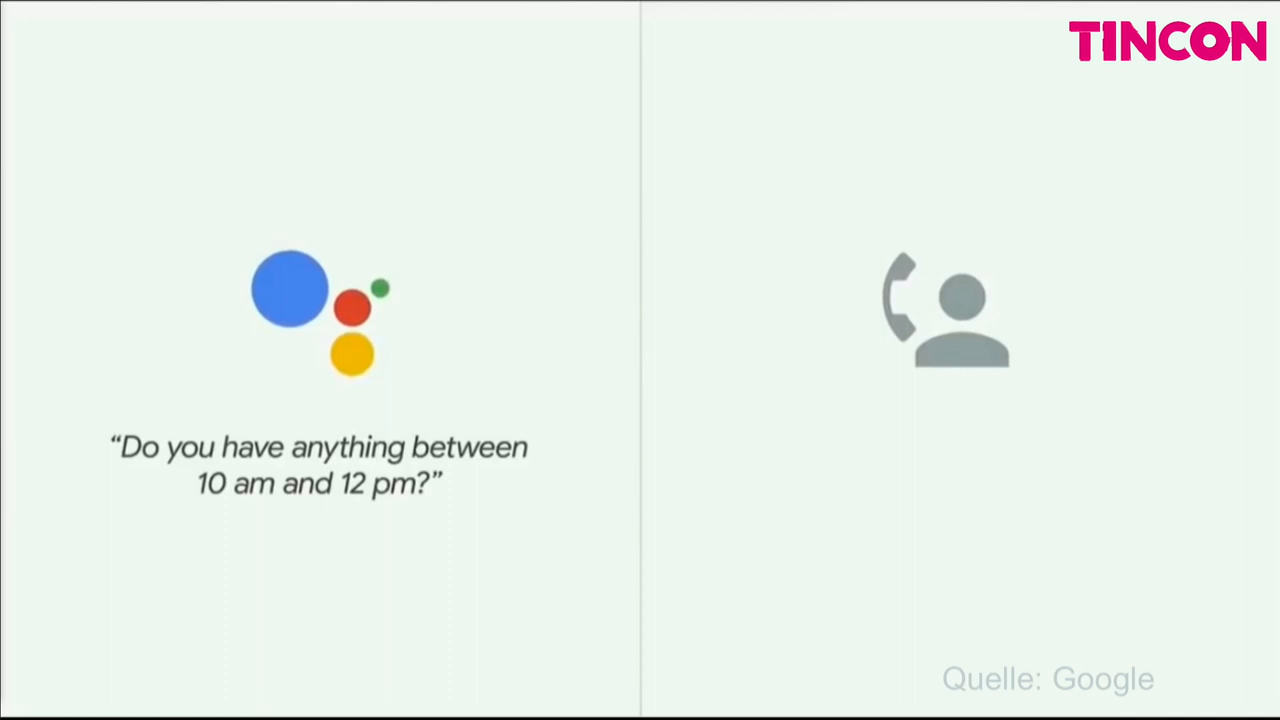 TINCON
“Do you have anything between
10 am and 12 pm?”
Quelle: Google